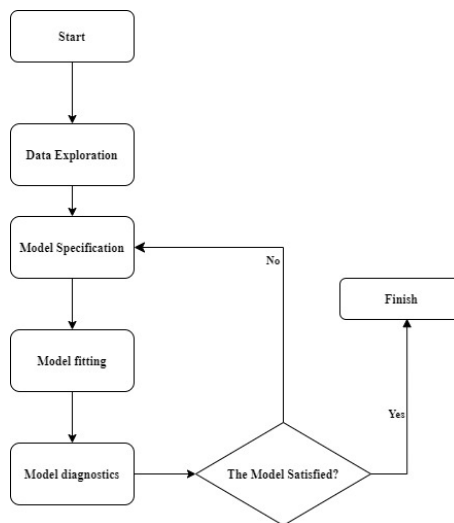 Start
Data Exploration
Model Specification
No
Finish
Model fitting
Yes
Model diagnostics
The Model Satisfied?